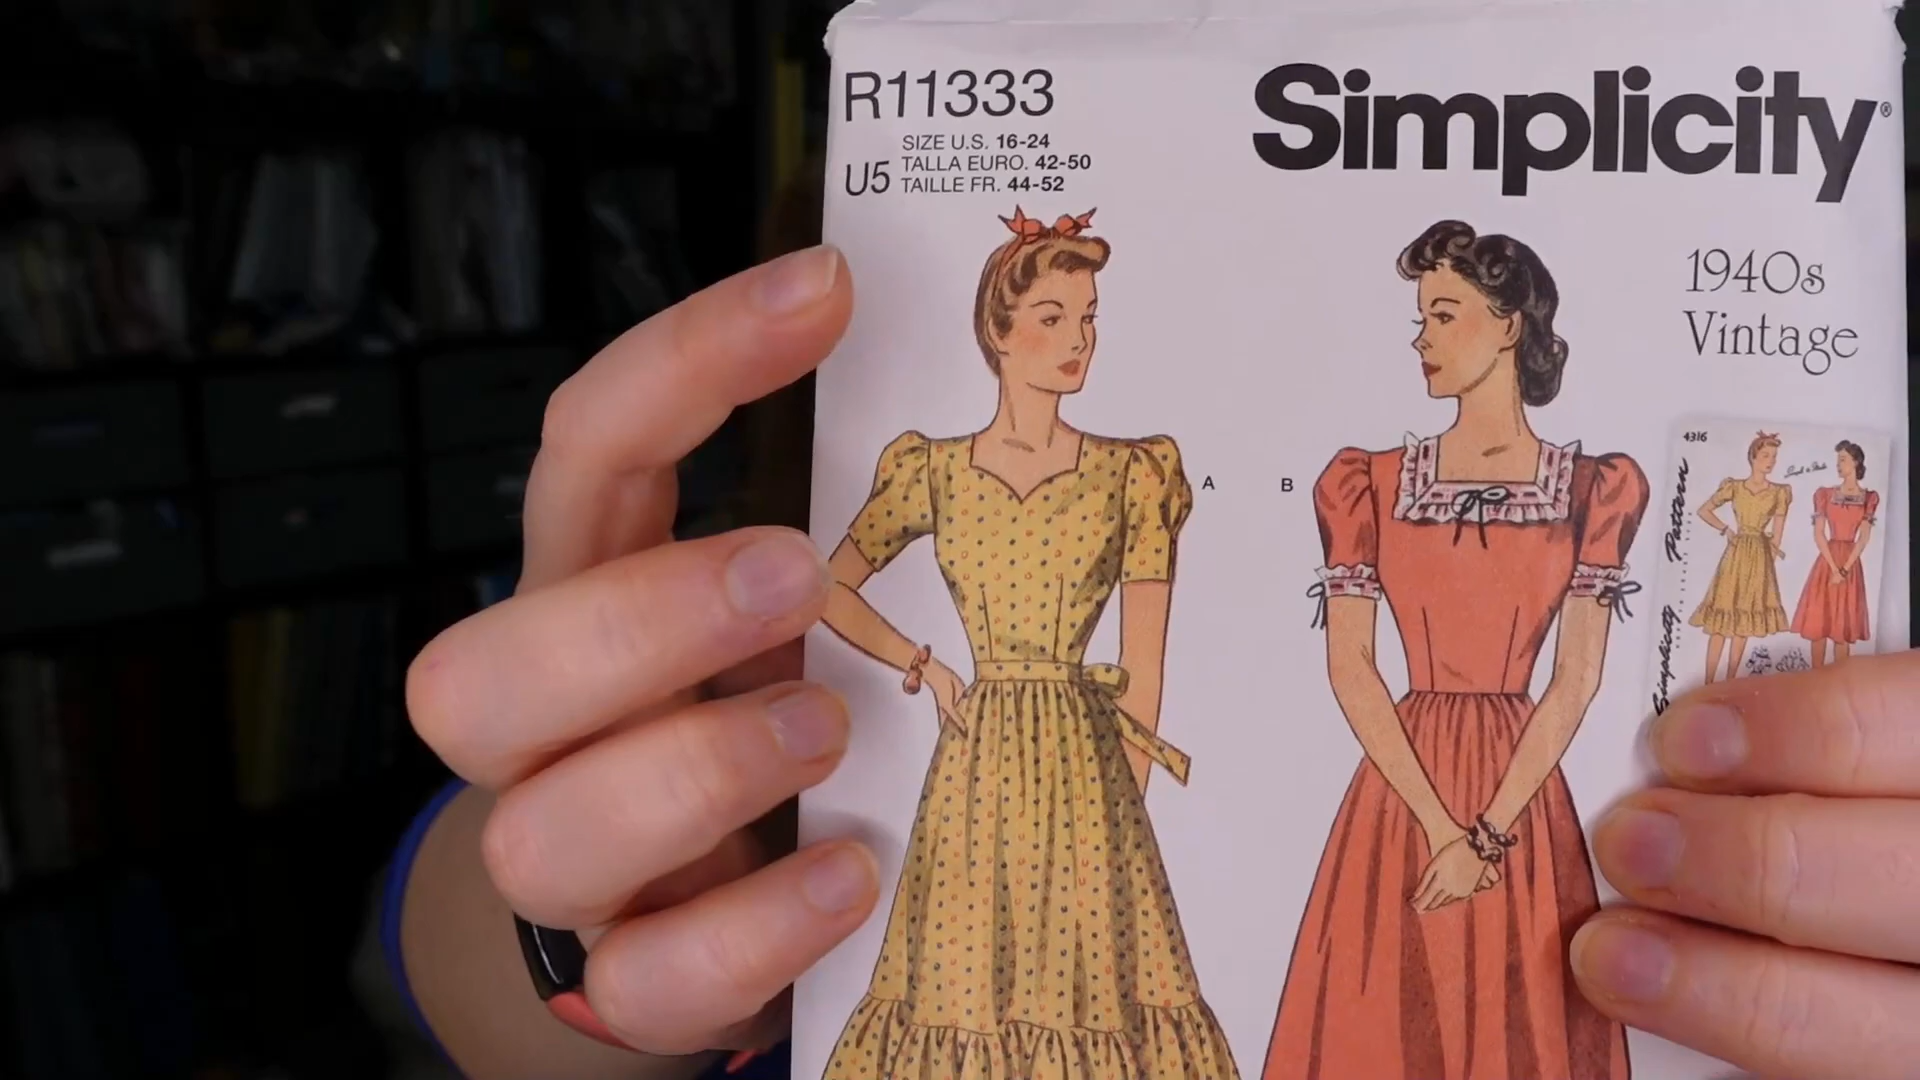 R11333
Simplicity®
U5
SIZE U.S. 16-24
TALLA EURO. 42-50
TAILLE FR. 44-52
1940s
Vintage
A
B
4316
Simplicity Pattern